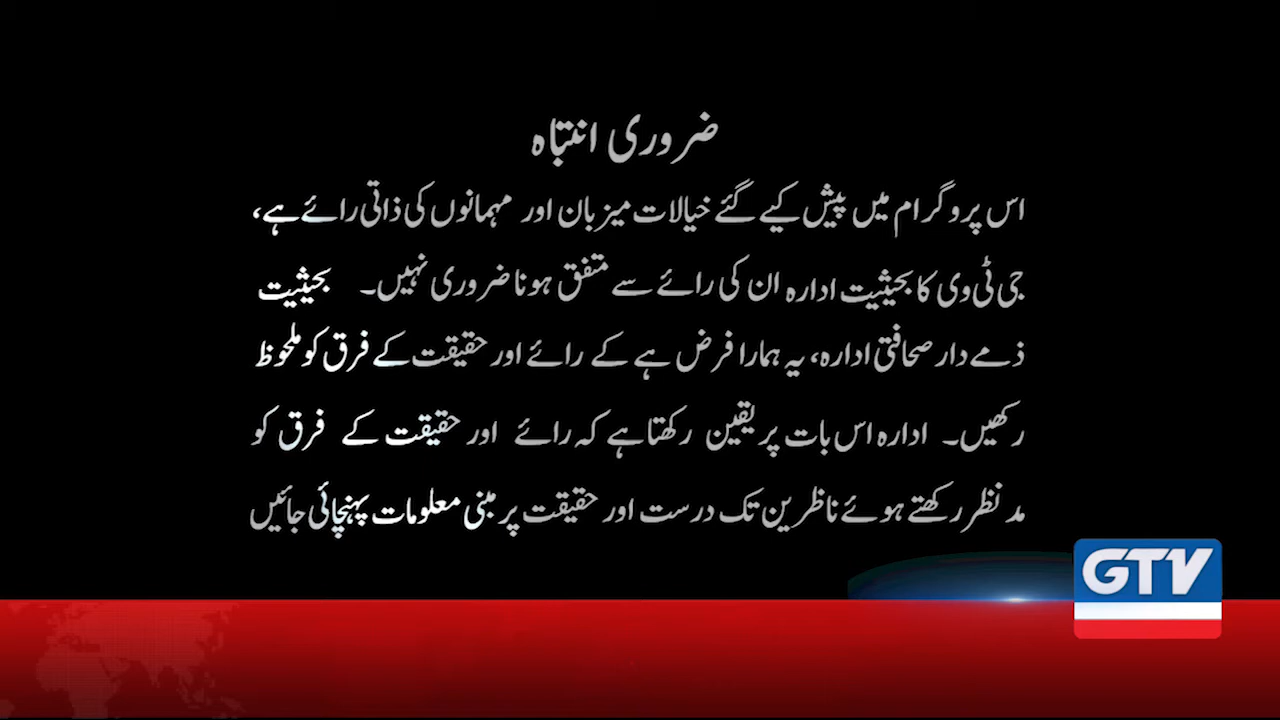 ضروری انتباہ
اس پروگرام میں پیش کیے گئے خیالات میزبان اور مہمانوں کی ذاتی رائے ہے،
جی ٹی وی کا بحیثیت ادارہ ان کی رائے سے متفق ہونا ضروری نہیں۔ بحیثیت
ذمے دار صحافتی ادارہ، یہ ہمارا فرض ہے کے رائے اور حقیقت کے فرق کو ملحوظ
رکھیں۔ ادارہ اس بات پر یقین رکھتا ہے کہ رائے اور حقیقت کے فرق کو
مد نظر رکھتے ہوئے ناظرین تک درست اور حقیقت پر مبنی معلومات پہنچائی جائیں
GTV